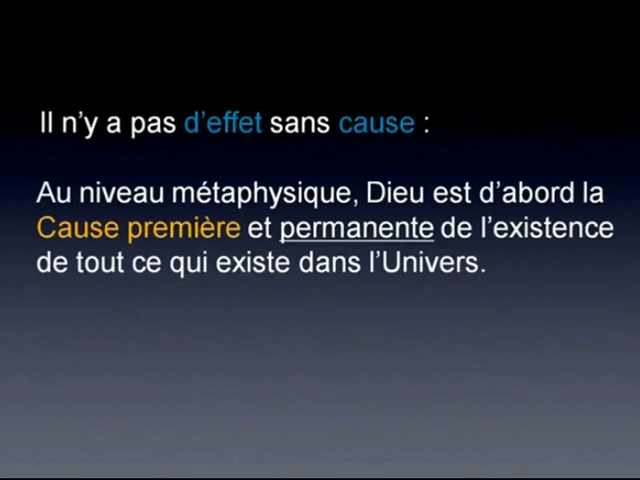 Il n’y a pas d’effet sans cause :
Au niveau métaphysique, Dieu est d’abord la
Cause première et permanente de l’existence
de tout ce qui existe dans l’Univers.